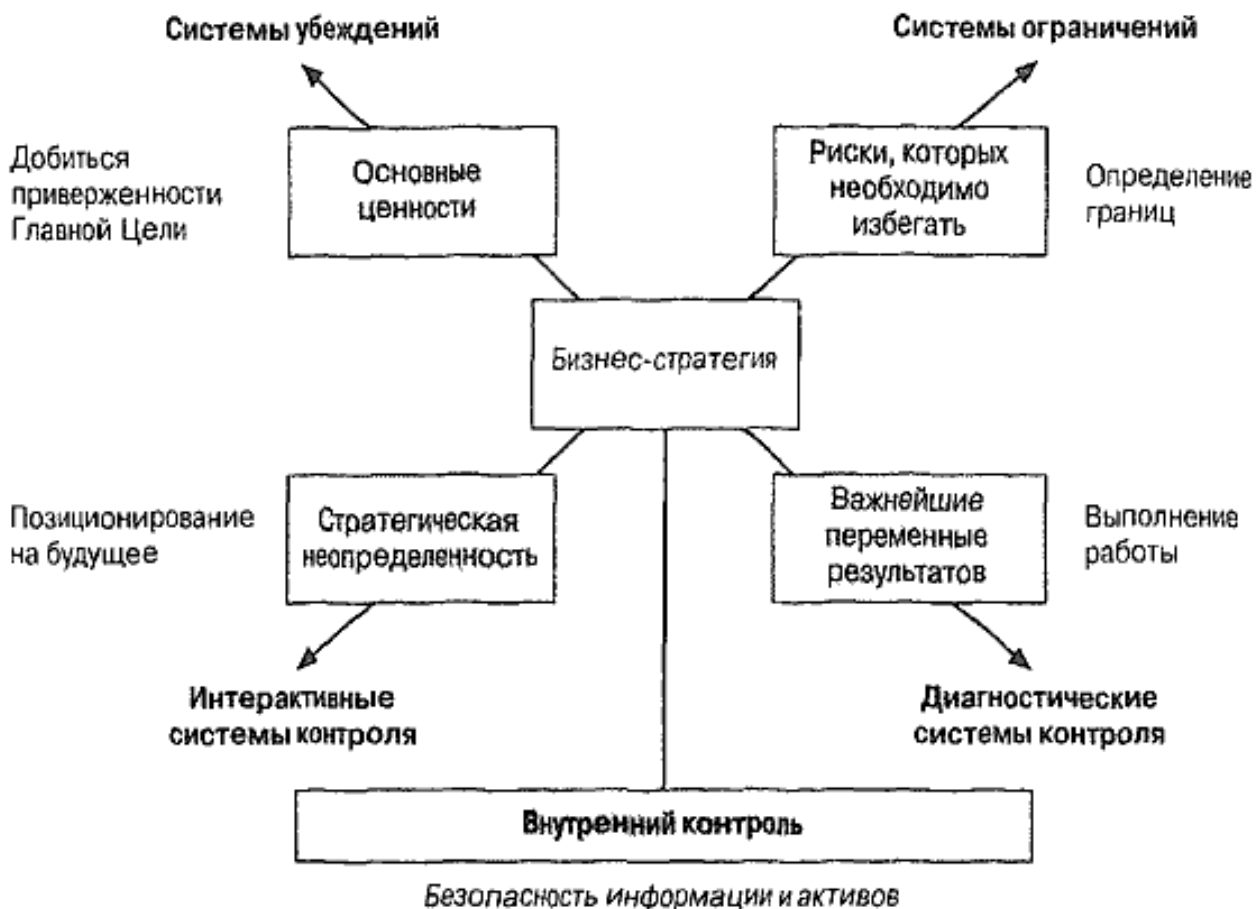 Системы убеждений
Системы ограничений
Добиться
приверженности
Главной Цели
Основные
ценности
Риски, которых
необходимо
избегать
Определение
границ
Бизнес-стратегия
Позиционирование
на будущее
Стратегическая
неопределенность
Важнейшие
переменные
результатов
Выполнение
работы
Интерактивные
системы контроля
Диагностические
системы контроля
Внутренний контроль
Безопасность информации и активов